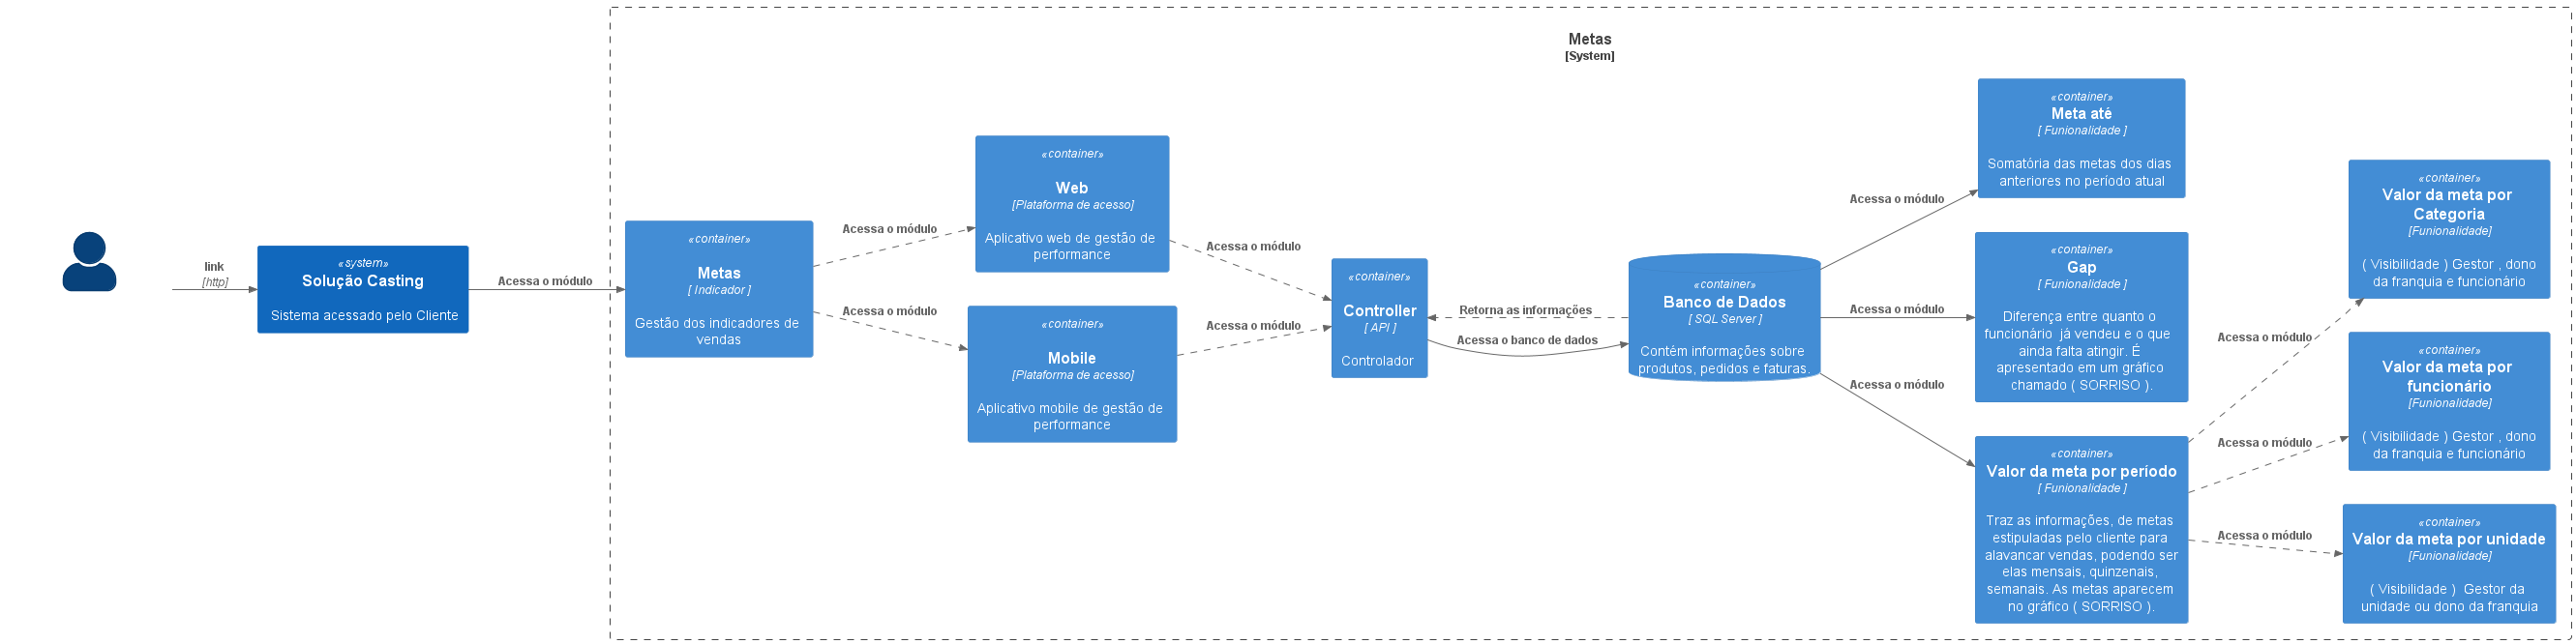 Metas
[System]
link
[http]
«system»
Solução Casting
Sistema acessado pelo Cliente
Acessa o módulo
«container»
Metas
[ Indicador ]
Gestão dos indicadores de
vendas
Acessa o módulo
Acessa o módulo
«container»
Web
[Plataforma de acesso]
Aplicativo web de gestão de
performance
«container»
Mobile
[Plataforma de acesso]
Aplicativo mobile de gestão de
performance
Acessa o módulo
Acessa o módulo
«container»
Controller
[ API ]
Controlador
Retorna as informações
Acessa o banco de dados
«container»
Banco de Dados
[ SQL Server ]
Contém informações sobre
produtos, pedidos e faturas.
Acessa o módulo
Acessa o módulo
Acessa o módulo
«container»
Meta até
[ Funionalidade ]
Somatória das metas dos dias
anteriores no período atual
«container»
Gap
[ Funionalidade ]
Diferença entre quanto o
funcionário já vendeu e o que
ainda falta atingir. É
apresentado em um gráfico
chamado ( SORRISO ).
«container»
Valor da meta por período
[ Funionalidade ]
Traz as informações, de metas
estipuladas pelo cliente para
alavancar vendas, podendo ser
elas mensais, quinzenais,
semanais. As metas aparecem
no gráfico ( SORRISO ).
Acessa o módulo
Acessa o módulo
Acessa o módulo
«container»
Valor da meta por
Categoria
[Funionalidade]
( Visibilidade ) Gestor , dono
da franquia e funcionário
«container»
Valor da meta por
funcionário
[Funionalidade]
( Visibilidade ) Gestor , dono
da franquia e funcionário
«container»
Valor da meta por unidade
[Funionalidade]
( Visibilidade ) Gestor da
unidade ou dono da franquia